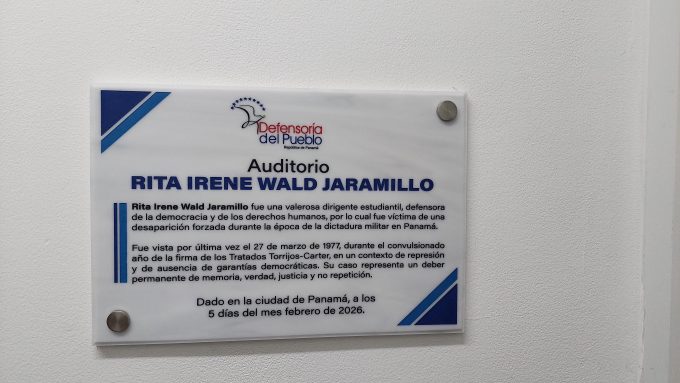 Defensoría
del Pueblo
República de Panamá
Auditorio
RITA IRENE WALD JARAMILLO
Rita Irene Wald Jaramillo fue una valerosa dirigente estudiantil, defensora
de la democracia y de los derechos humanos, por lo cual fue víctima de una
desaparición forzada durante la época de la dictadura militar en Panamá.
Fue vista por última vez el 27 de marzo de 1977, durante el convulsionado
año de la firma de los Tratados Torrijos-Carter, en un contexto de represión
y de ausencia de garantías democráticas. Su caso representa un deber
permanente de memoria, verdad, justicia y no repetición.
Dado en la ciudad de Panamá, a los
5 días del mes febrero de 2026.